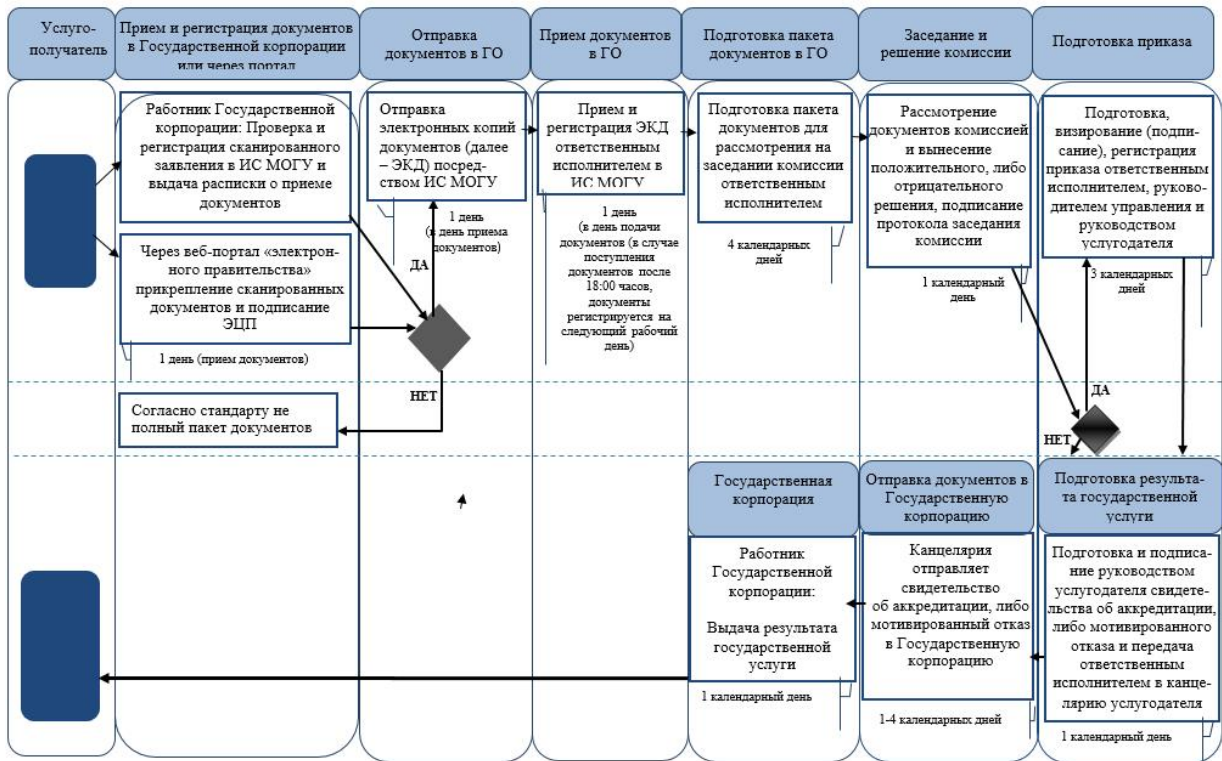 Услуго-
получатель
Прием и регистрация документов
в Государственной корпорации
или через портал
Отправка
документов в ГО
Прием документов
в ГО
Подготовка пакета
документов в ГО
Заседание и
решение комиссии
Подготовка приказа
Работник Государственной
корпорации: Проверка и
регистрация сканированного
заявления в ИС МОГУ и
выдача расписки о приеме
документов
Через веб-портал «электрон-
ного правительства»
прикрепление сканированных
документов и подписание
ЭЦП
1 день (прием документов)
Отправка
электронных копий
документов (далее
– ЭКД) посред-
ством ИС МОГУ
1 день
(в день приема
документов)
ДА
НЕТ
Согласно стандарту не
полный пакет документов
Прием и
регистрация ЭКД
ответственным
исполнителем в
ИС МОГУ
1 день
(в день подачи
документы (в случае
поступления
документов после
18:00 часов,
документы
регистрируется на
следующий рабочий
день)
Подготовка пакета
документов для
рассмотрения на
заседании комиссии
ответственным
исполнителем
4 календарных
дней
Рассмотрение
документов комиссией
и вынесение
положительного, либо
отрицательного
решения, подписание
протокола заседания
комиссии
1 календарный
день
Подготовка,
визирование (подпи-
сание), регистрация
приказа ответственным
исполнителем, руково-
дителем управления и
руководством
услугодателя
3 календарных
дней
ДА
НЕТ
Государственная
корпорация
Отправка документов в
Государственную
корпорацию
Подготовка результа-
та государственной
услуги
Работник
Государственной
корпорации:
Выдача результата
государственной
услуги
1 календарный день
Канцелярия
отправляет
свидетельство
об аккредитации, либо
мотивированный отказ
в Государственную
корпорацию
1-4 календарных дней
Подготовка и подписа-
ние руководством
услугодателя свидете-
льства об аккредитации,
либо мотивированного
отказа и передача
ответственным
исполнителем в канце-
лярию услугодателя
1 календарный день